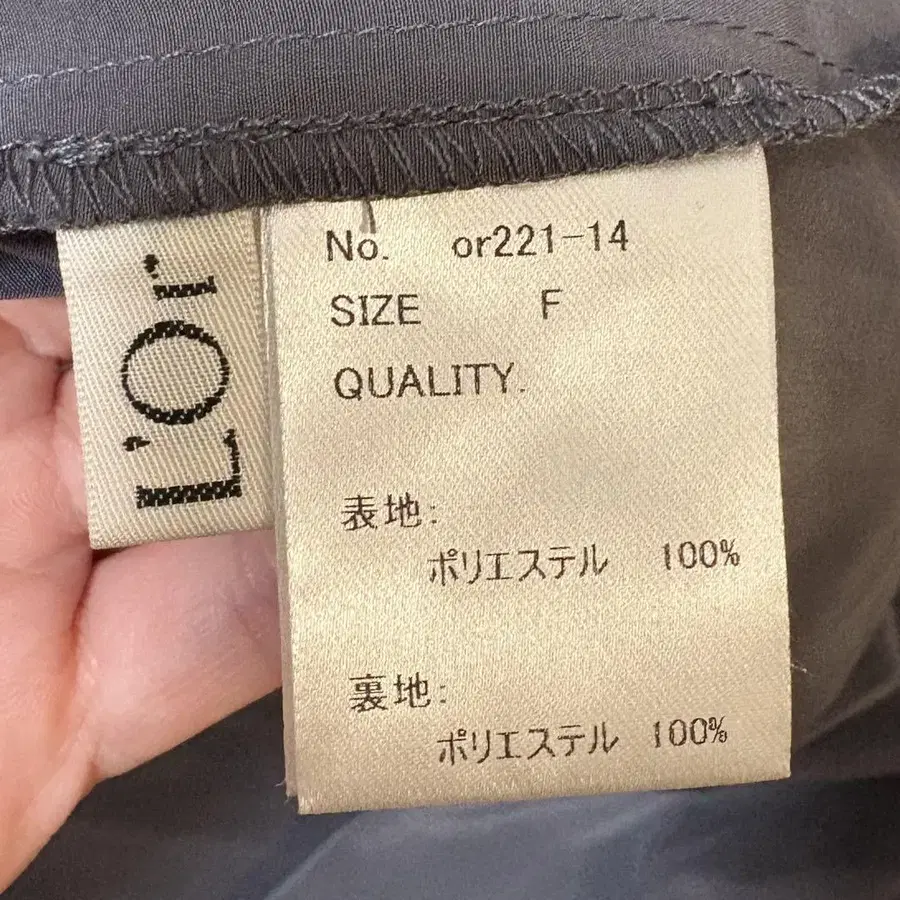 L'Or
No. or221-14
SIZE F
QUALITY.
表地:
ポリエステル 100%
裏地:
ポリエステル 100%